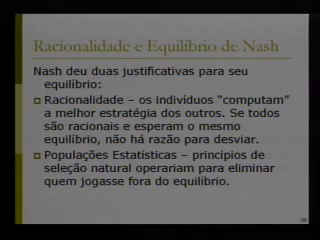 Racionalidade e Equilíbrio de Nash
Nash deu duas justificativas para seu
equilíbrio:
Racionalidade – os indivíduos "computam"
a melhor estratégia dos outros. Se todos
são racionais e esperam o mesmo
equilíbrio, não há razão para desviar.
Populações Estatísticas – princípios de
seleção natural operariam para eliminar
quem jogasse fora do equilíbrio.